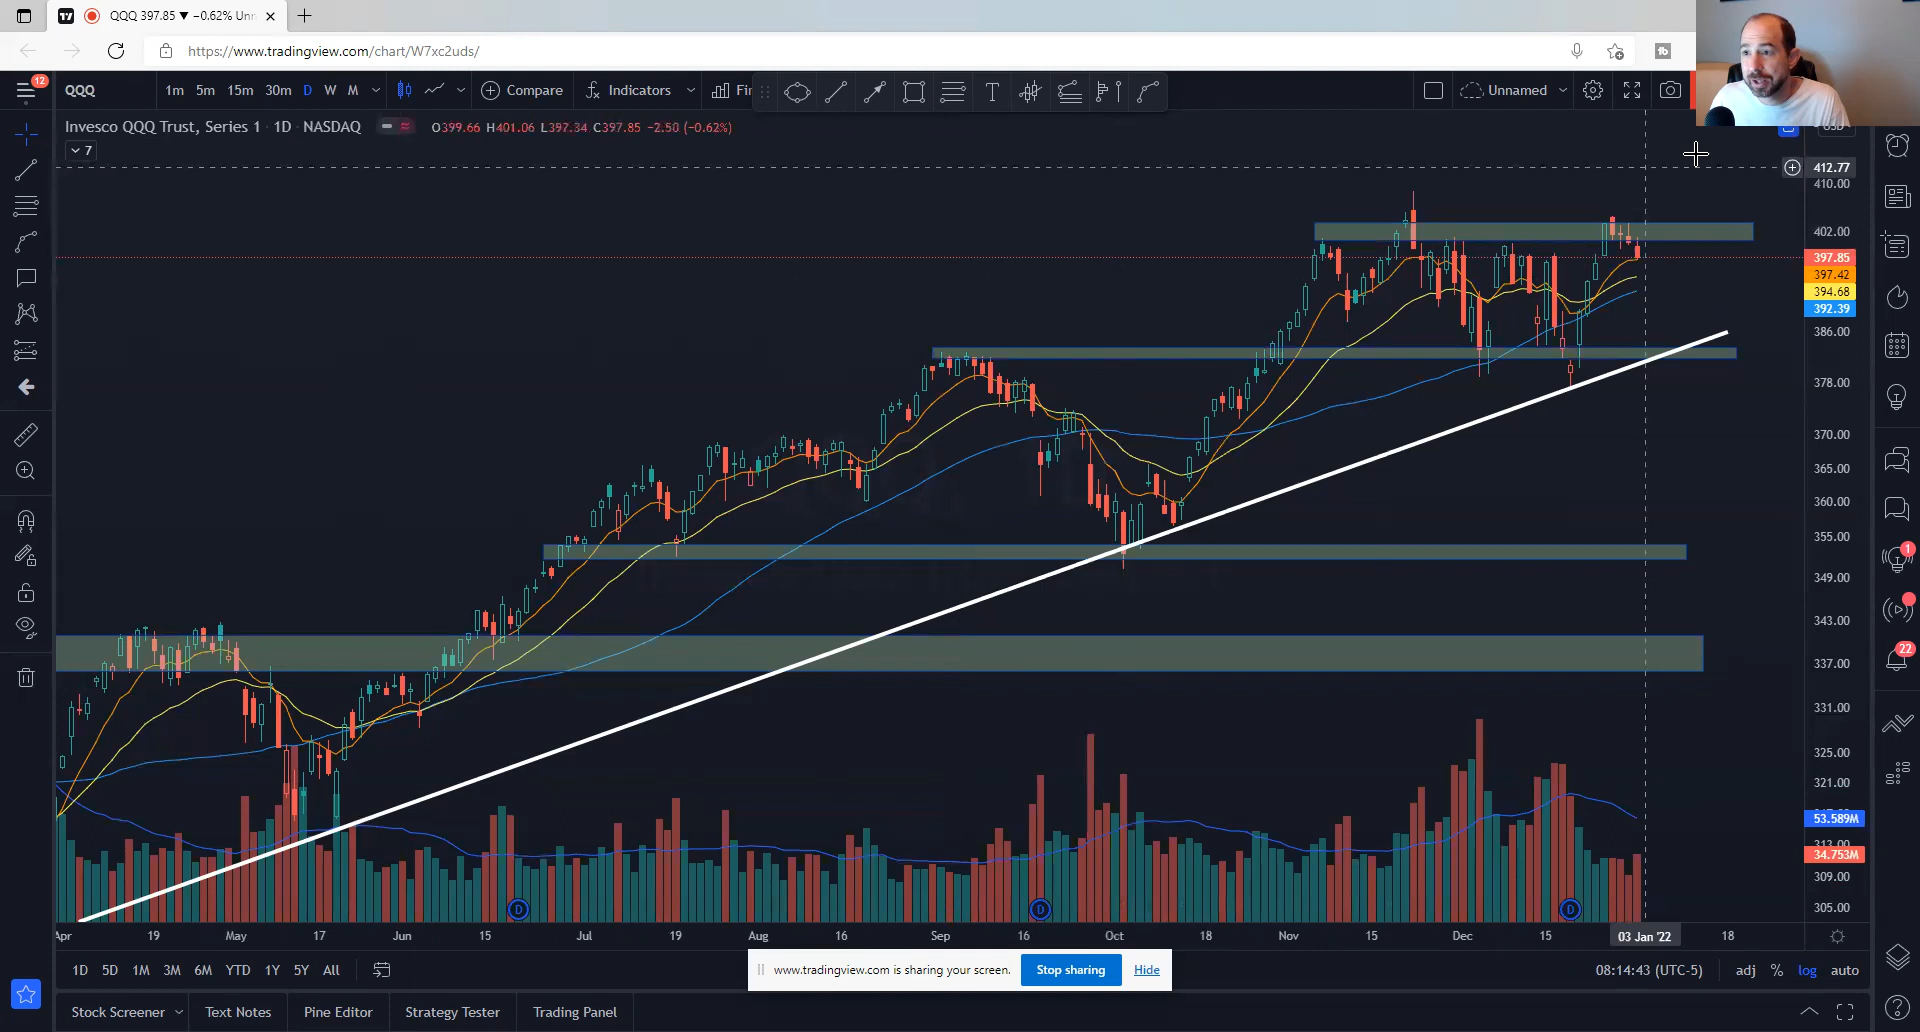 QQQ 397.85 ▼ −0.62% Unn
https://www.tradingview.com/chart/W7xc2uds/
12
QQQ 1m 5m 15m 30m D W M Compare Indicators Fin T Unnamed
Invesco QQQ Trust, Series 1 · 1D · NASDAQ O399.66 H401.06 L397.34 C397.85 −2.50 (−0.62%)
7
412.77
410.00
402.00
397.85
397.42
394.68
392.39
386.00
378.00
370.00
365.00
360.00
355.00
349.00
343.00
337.00
331.00
325.00
321.00
53.589M
313.00
34.753M
309.00
305.00
1
22
D D D
Apr 19 May 17 Jun 15 Jul 19 Aug 16 Sep 16 Oct 18 Nov 15 Dec 15 03 Jan '22 18
1D 5D 1M 3M 6M YTD 1Y 5Y All
www.tradingview.com is sharing your screen. Stop sharing Hide
08:14:43 (UTC-5) adj % log auto
Stock Screener Text Notes Pine Editor Strategy Tester Trading Panel